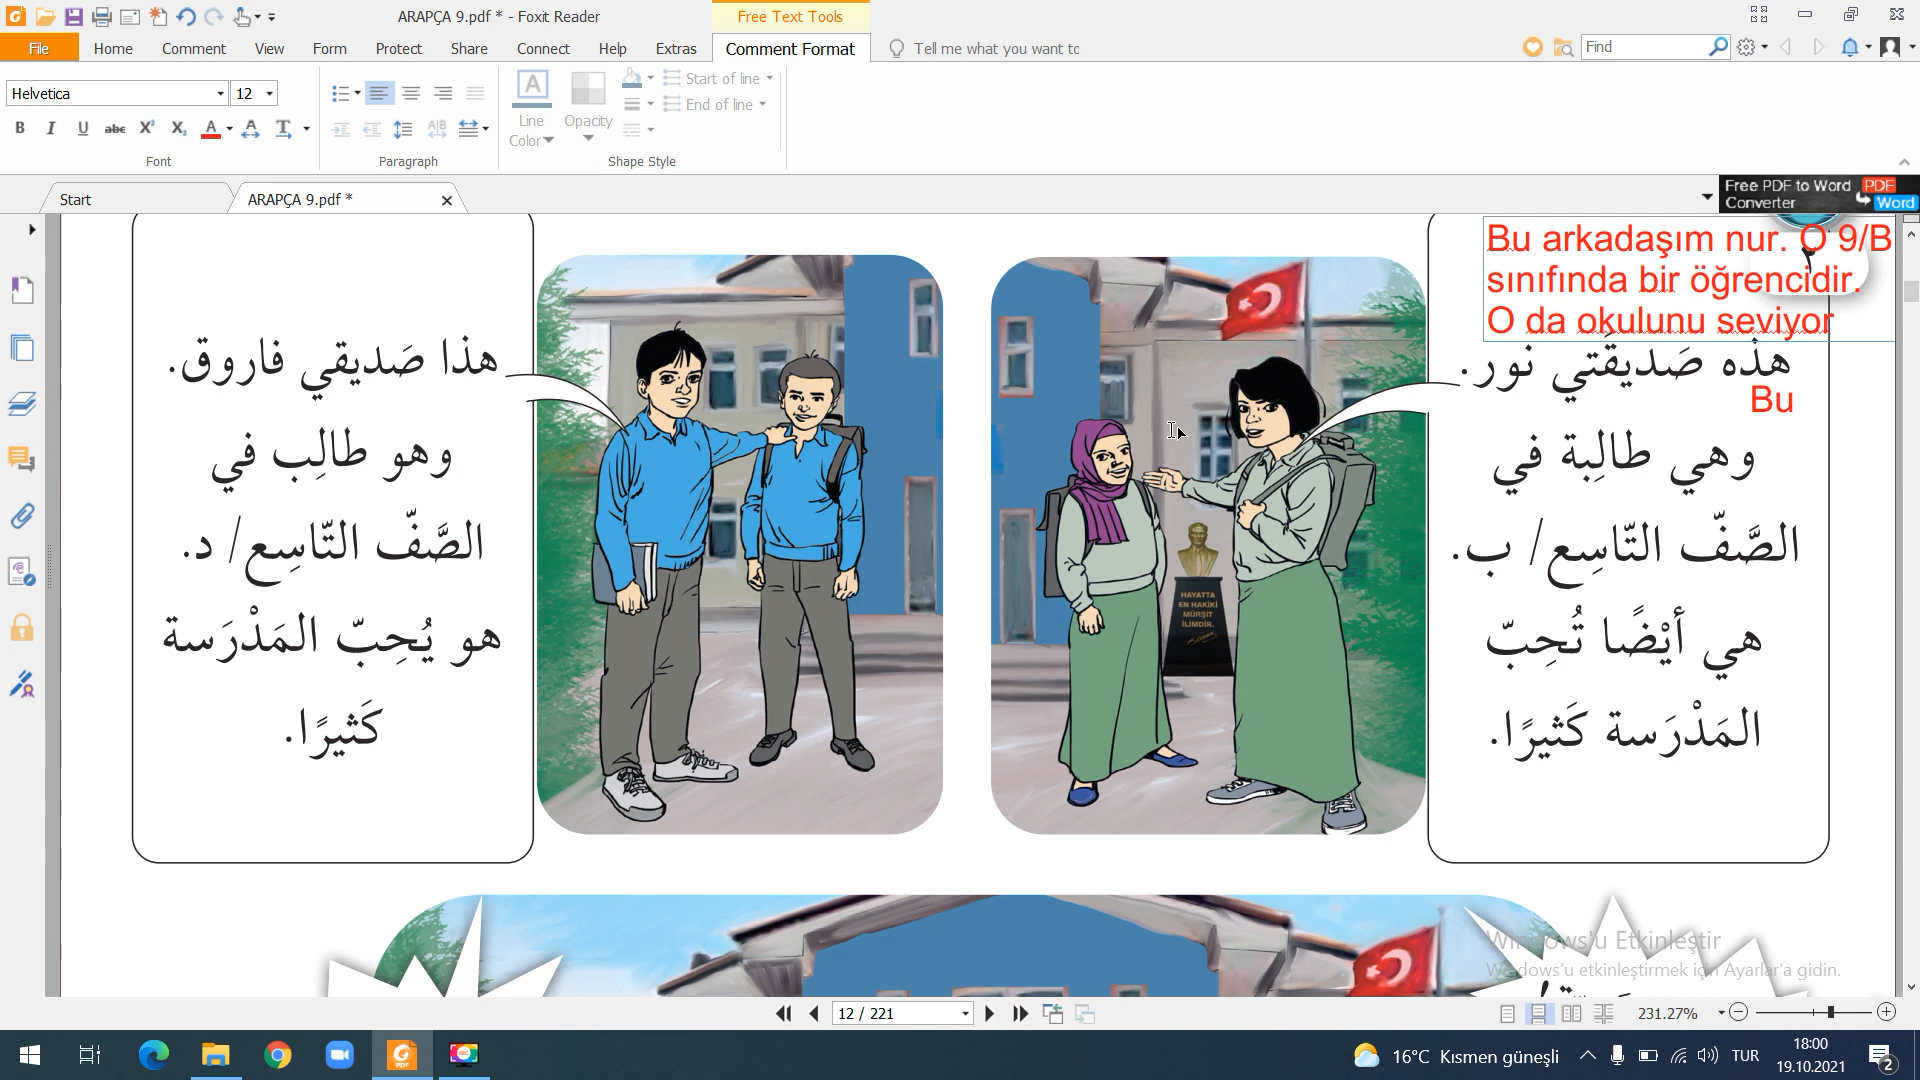 ARAPÇA 9.pdf * - Foxit Reader
Free Text Tools
File
Home
Comment
View
Form
Protect
Share
Connect
Help
Extras
Comment Format
Tell me what you want to
Find
Helvetica
12
B I U abc X² X₂ A
Font
Paragraph
Line
Color
Opacity
Start of line
End of line
Shape Style
Start
ARAPÇA 9.pdf *
Free PDF to Word
Converter
PDF
Word
Bu arkadaşım nur. O 9/B
sınıfında bir öğrencidir.
O da okulunu seviyor
٢
هذه صَديقَتي نور.
Bu
وهي طالِبة في
الصَّفّ التّاسِع/ ب.
هي أيْضًا تُحِبّ
المَدْرَسة كَثيرًا.
HAYATTA
EN HAKİKİ
MÜRŞİT
İLİMDİR.
هذا صَديقي فاروق.
وهو طالِب في
الصَّفّ التّاسِع/ د.
هو يُحِبّ المَدْرَسة
كَثيرًا.
Windows'u Etkinleştir
Windows'u etkinleştirmek için Ayarlar'a gidin.
12 / 221
231.27%
16°C Kısmen güneşli
TUR
18:00
19.10.2021
2